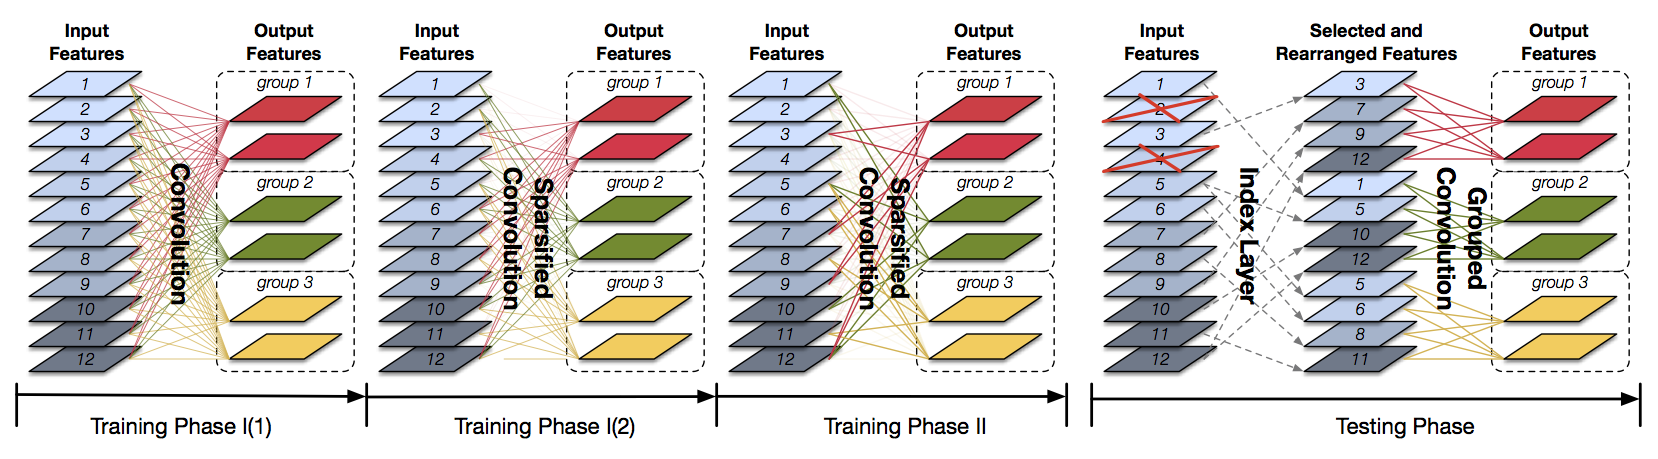 Input
Features
Output
Features
1
2
3
4
5
6
7
8
9
10
11
12
Convolution
group 1
group 2
group 3
Training Phase I(1)
Input
Features
Output
Features
1
2
3
4
5
6
7
8
9
10
11
12
Sparsified
Convolution
group 1
group 2
group 3
Training Phase I(2)
Input
Features
Output
Features
1
2
3
4
5
6
7
8
9
10
11
12
Sparsified
Convolution
group 1
group 2
group 3
Training Phase II
Input
Features
Selected and
Rearranged Features
Output
Features
1
2
3
4
5
6
7
8
9
10
11
12
Index Layer
3
7
9
12
1
5
10
12
5
6
8
11
Grouped
Convolution
group 1
group 2
group 3
Testing Phase